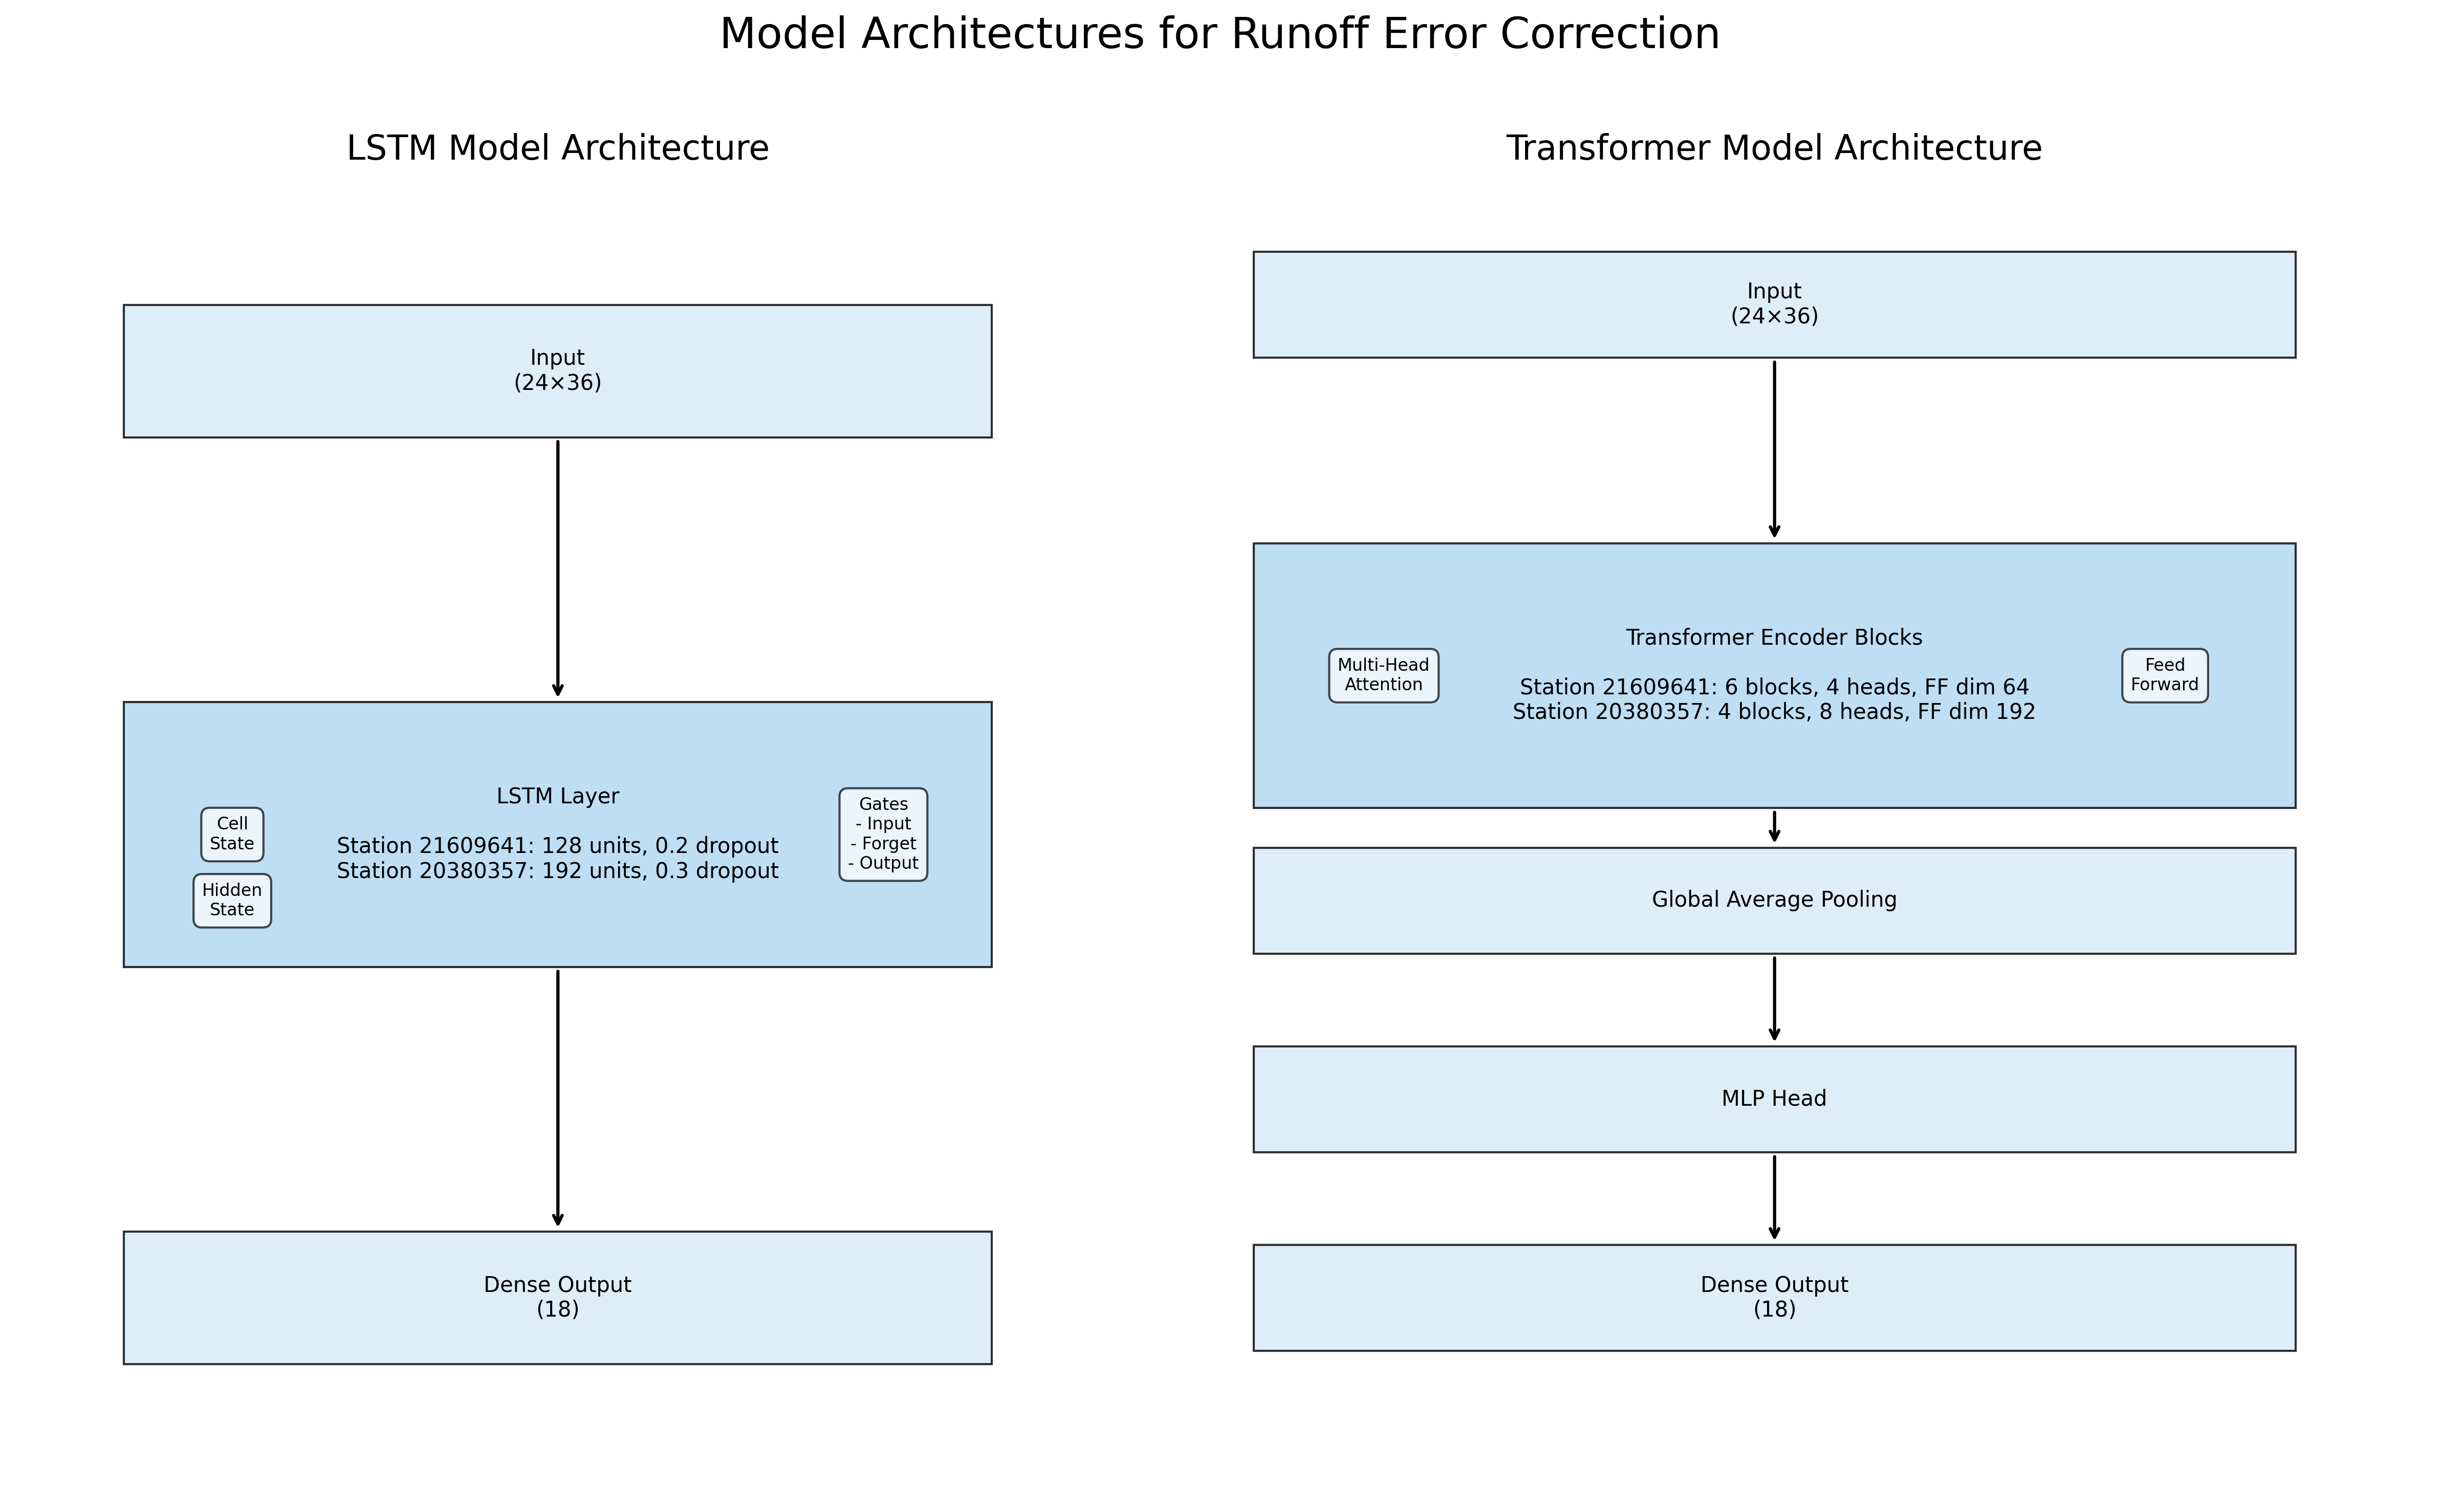 Model Architectures for Runoff Error Correction
LSTM Model Architecture
Input
(24×36)
LSTM Layer
Station 21609641: 128 units, 0.2 dropout
Station 20380357: 192 units, 0.3 dropout
Cell
State
Hidden
State
Gates
- Input
- Forget
- Output
Dense Output
(18)
Transformer Model Architecture
Input
(24×36)
Transformer Encoder Blocks
Station 21609641: 6 blocks, 4 heads, FF dim 64
Station 20380357: 4 blocks, 8 heads, FF dim 192
Multi-Head
Attention
Feed
Forward
Global Average Pooling
MLP Head
Dense Output
(18)